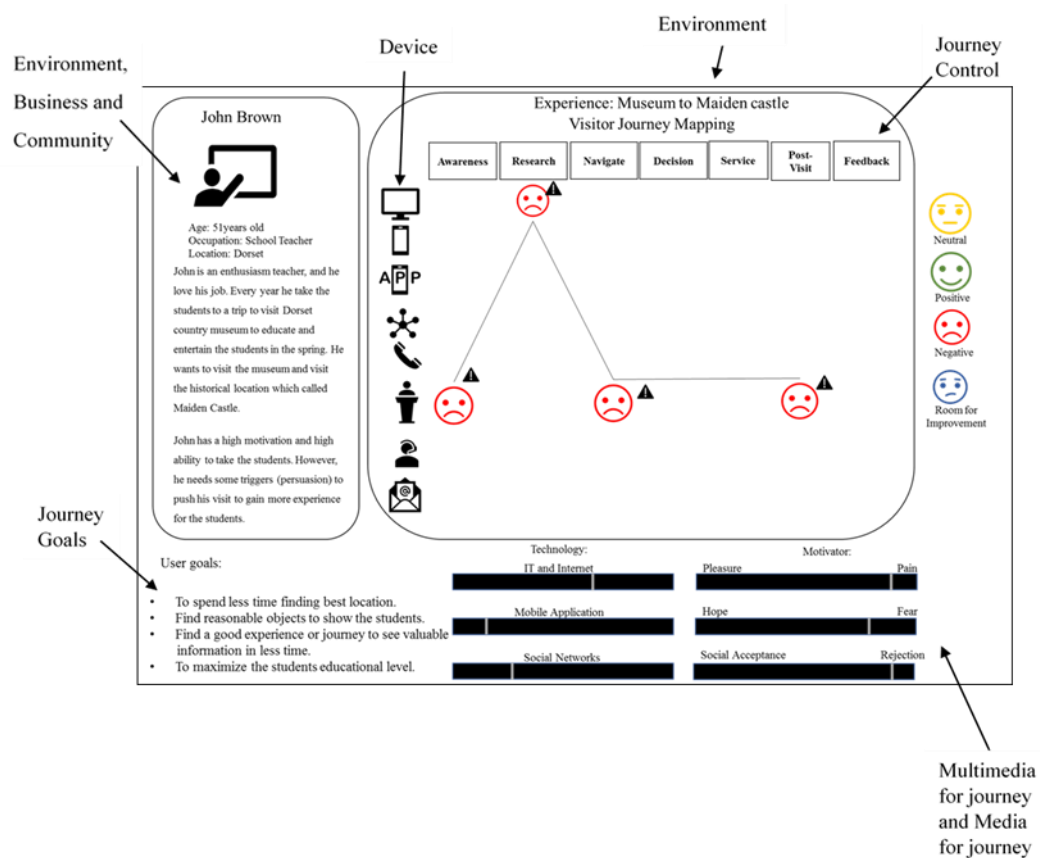 Environment
Device
Journey
Control
Environment,
Business and
Community
John Brown
Age: 51years old
Occupation: School Teacher
Location: Dorset
John is an enthusiasm teacher, and he
love his job. Every year he take the
students to a trip to visit Dorset
country museum to educate and
entertain the students in the spring. He
wants to visit the museum and visit
the historical location which called
Maiden Castle.
John has a high motivation and high
ability to take the students. However,
he needs some triggers (persuasion) to
push his visit to gain more experience
for the students.
Experience: Museum to Maiden castle
Visitor Journey Mapping
Awareness
Research
Navigate
Decision
Service
Post-
Visit
Feedback
APP
@
Neutral
Positive
Negative
Room for
Improvement
Journey
Goals
User goals:
• To spend less time finding best location.
• Find reasonable objects to show the students.
• Find a good experience or journey to see valuable
information in less time.
• To maximize the students educational level.
Technology:
IT and Internet
Mobile Application
Social Networks
Motivator:
Pleasure Pain
Hope Fear
Social Acceptance Rejection
Multimedia
for journey
and Media
for journey